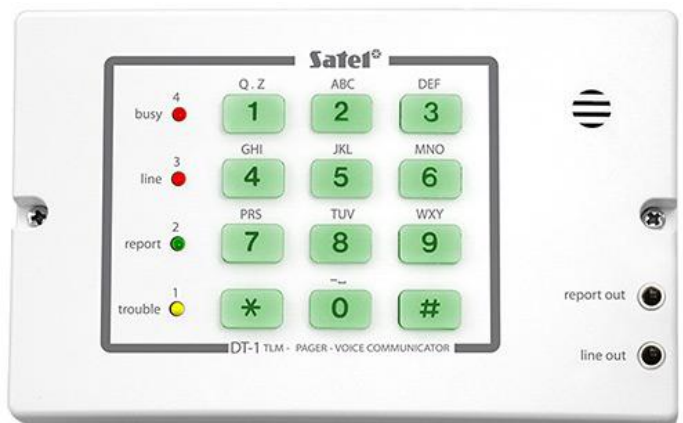 Satel
Q . Z ABC DEF
4
busy 1 2 3
GHI JKL MNO
3
line 4 5 6
PRS TUV WXY
2
report 7 8 9
1
trouble * 0 #
report out
line out
DT-1 TLM - PAGER - VOICE COMMUNICATOR